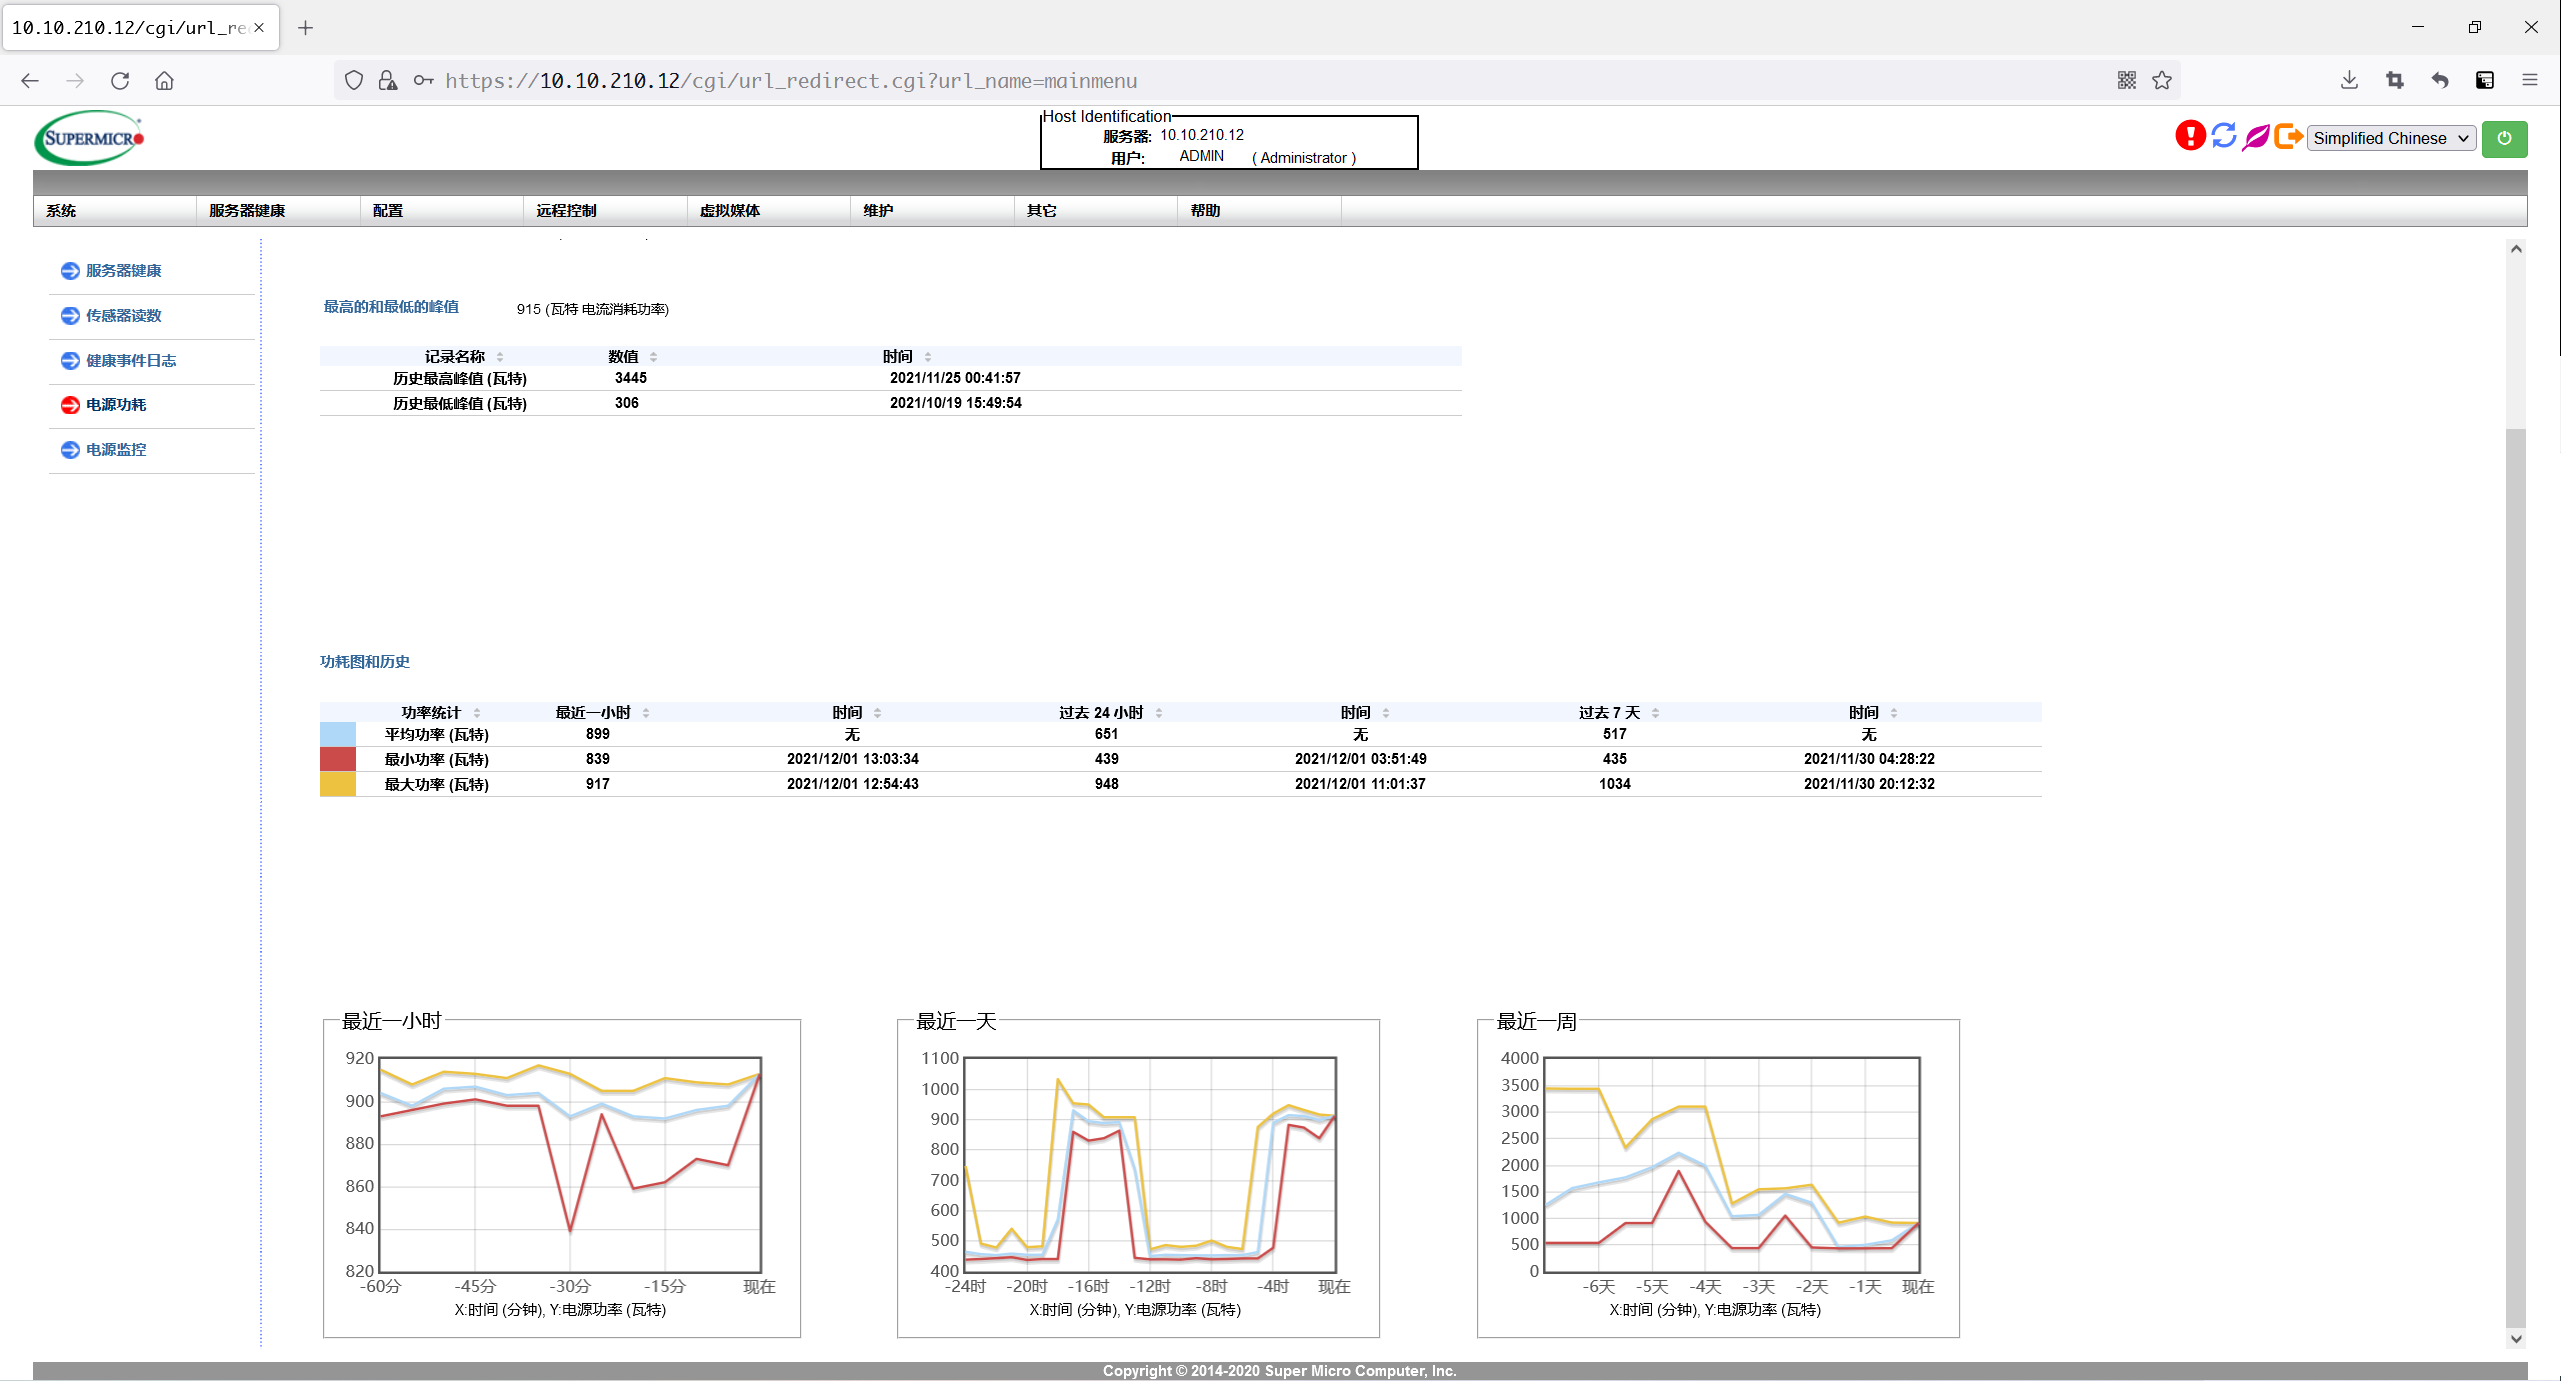 10.10.210.12/cgi/url_re
https://10.10.210.12/cgi/url_redirect.cgi?url_name=mainmenu
SUPERMICR
Host Identification
服务器: 10.10.210.12
用户: ADMIN ( Administrator )
Simplified Chinese
系统 服务器健康 配置 远程控制 虚拟媒体 维护 其它 帮助
服务器健康
传感器读数
健康事件日志
电源功耗
电源监控
最高的和最低的峰值 915 (瓦特 电流消耗功率)
记录名称 数值 时间
历史最高峰值 (瓦特) 3445 2021/11/25 00:41:57
历史最低峰值 (瓦特) 306 2021/10/19 15:49:54
功耗图和历史
功率统计 最近一小时 时间 过去 24 小时 时间 过去 7 天 时间
平均功率 (瓦特) 899 无 651 无 517 无
最小功率 (瓦特) 839 2021/12/01 13:03:34 439 2021/12/01 03:51:49 435 2021/11/30 04:28:22
最大功率 (瓦特) 917 2021/12/01 12:54:43 948 2021/12/01 11:01:37 1034 2021/11/30 20:12:32
最近一小时
920
900
880
860
840
820
-60分 -45分 -30分 -15分 现在
X:时间 (分钟), Y:电源功率 (瓦特)
最近一天
1100
1000
900
800
700
600
500
400
-24时 -20时 -16时 -12时 -8时 -4时 现在
X:时间 (分钟), Y:电源功率 (瓦特)
最近一周
4000
3500
3000
2500
2000
1500
1000
500
0
-6天 -5天 -4天 -3天 -2天 -1天 现在
X:时间 (分钟), Y:电源功率 (瓦特)
Copyright © 2014-2020 Super Micro Computer, Inc.